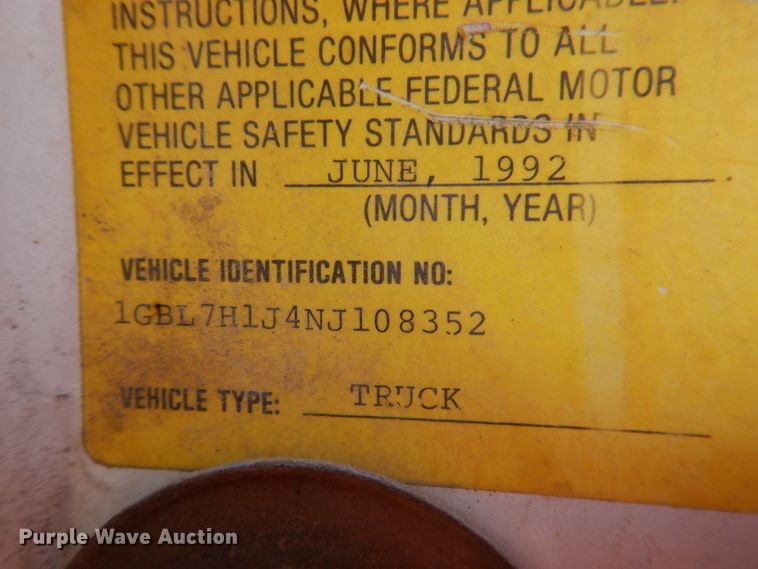 INSTRUCTIONS, WHERE APPLICABLE.
THIS VEHICLE CONFORMS TO ALL
OTHER APPLICABLE FEDERAL MOTOR
VEHICLE SAFETY STANDARDS IN
EFFECT IN JUNE, 1992.
(MONTH, YEAR)
VEHICLE IDENTIFICATION NO:
1GBL7H1J4NJ108352
VEHICLE TYPE: TRUCK
Purple Wave Auction